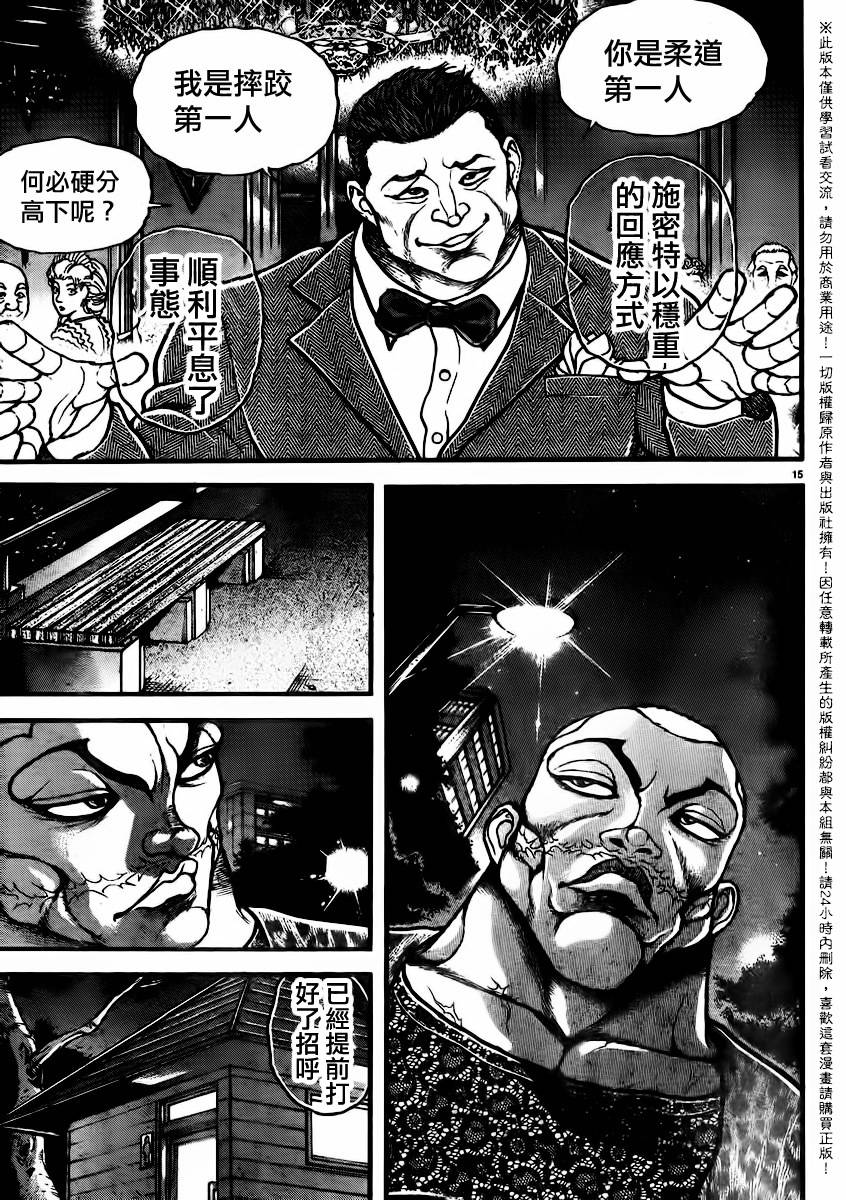 你是柔道
第一人
我是摔跤
第一人
何必硬分
高下呢？
施密特以穩重
的回應方式
順利平息了
事態
15
已經提前打
好了招呼
※此版本僅供學習試看交流，請勿用於商業用途！一切版權歸原作者與出版社擁有！因任意轉載所產生的版權糾紛都與本組無關！請24小時內刪除，喜歡這套漫畫請購買正版！